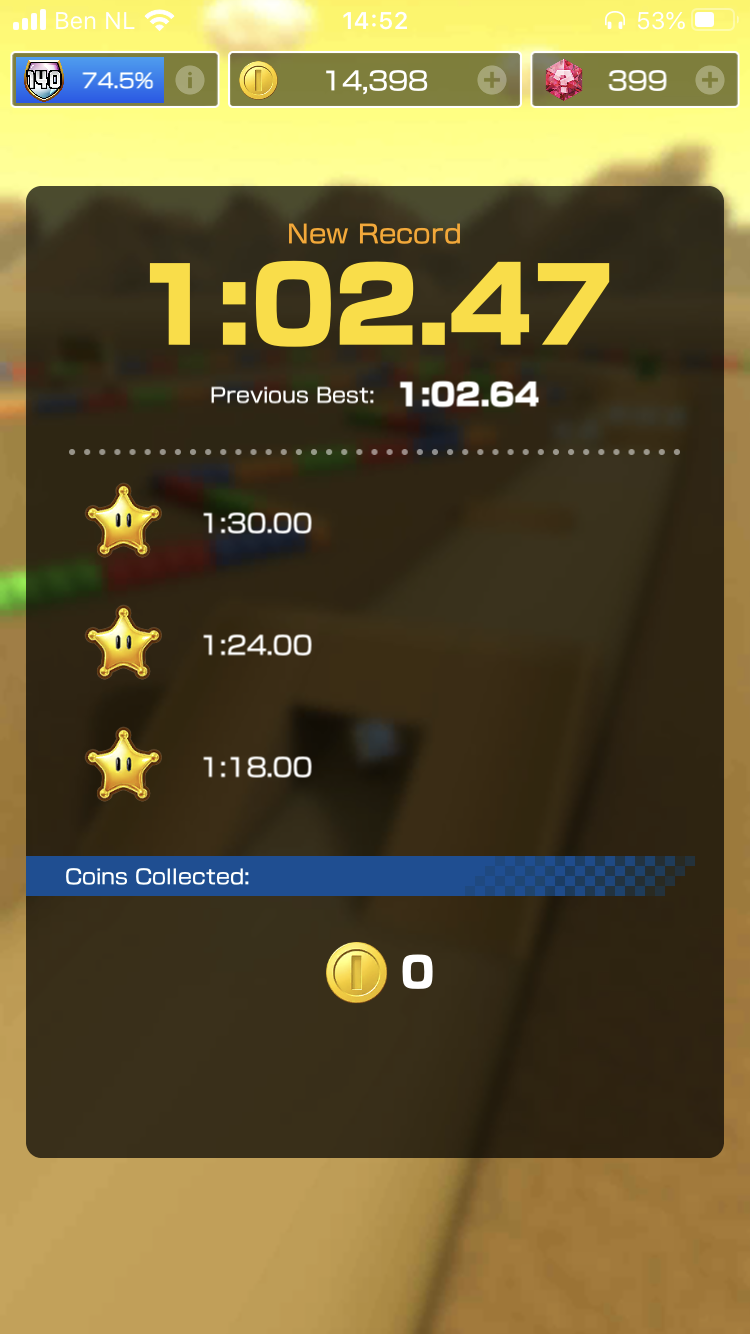 Ben NL 14:52 53%
140 74.5% i 14,398 + 399 +
New Record
1:02.47
Previous Best: 1:02.64
1:30.00
1:24.00
1:18.00
Coins Collected:
0